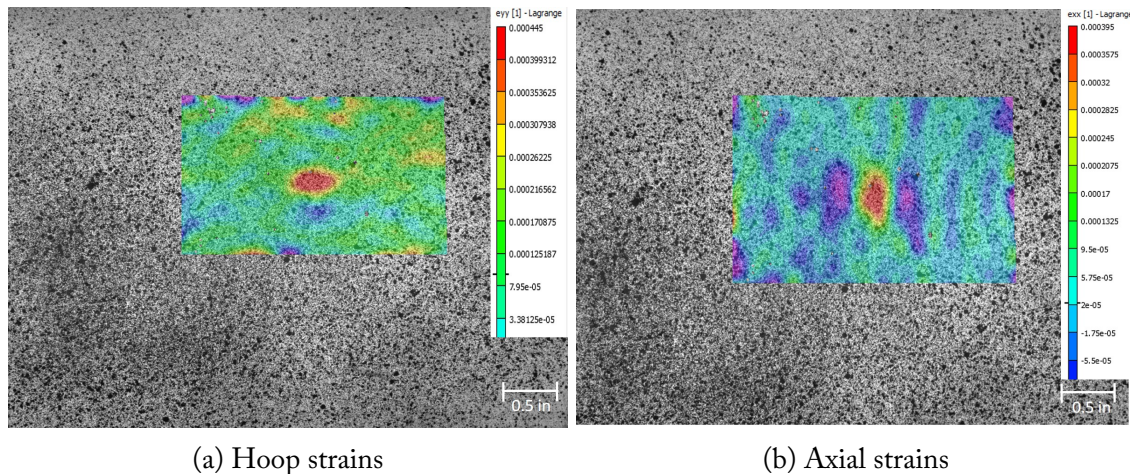 eyy [1] - Lagrange
0.000445
0.000399312
0.000353625
0.000307938
0.00026225
0.000216562
0.000170875
0.000125187
7.95e-05
3.38125e-05
0.5 in
exx [1] - Lagrange
0.000395
0.0003575
0.00032
0.0002825
0.000245
0.0002075
0.00017
0.0001325
9.5e-05
5.75e-05
2e-05
-1.75e-05
-5.5e-05
0.5 in
(a) Hoop strains
(b) Axial strains